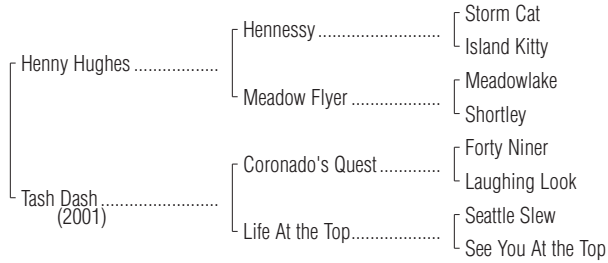 Storm Cat
Hennessy..............................
Island Kitty
Henny Hughes ....................
Meadowlake
Meadow Flyer ......................
Shortley
Forty Niner
Coronado's Quest...............
Laughing Look
Tash Dash............................
(2001)
Seattle Slew
Life At the Top......................
See You At the Top